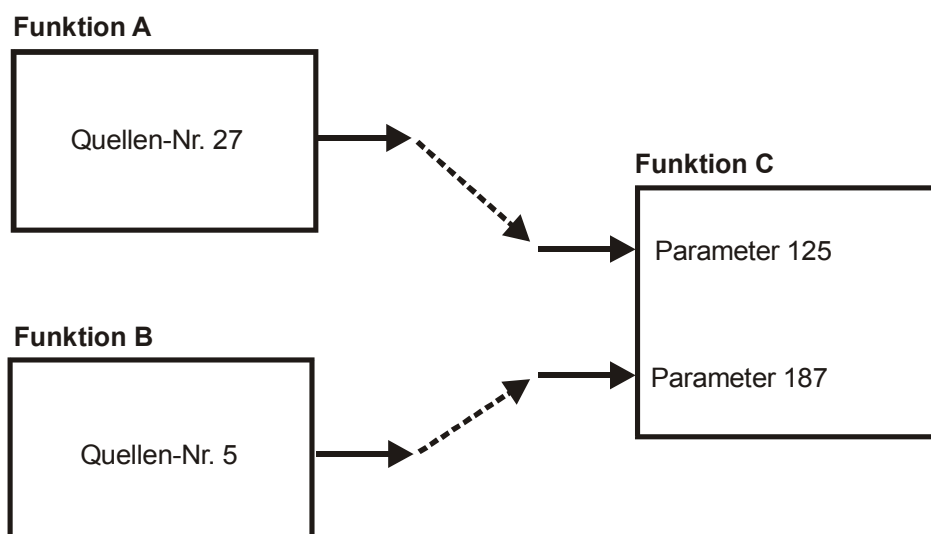 Funktion A
Quellen-Nr. 27
Funktion C
Parameter 125
Funktion B
Parameter 187
Quellen-Nr. 5